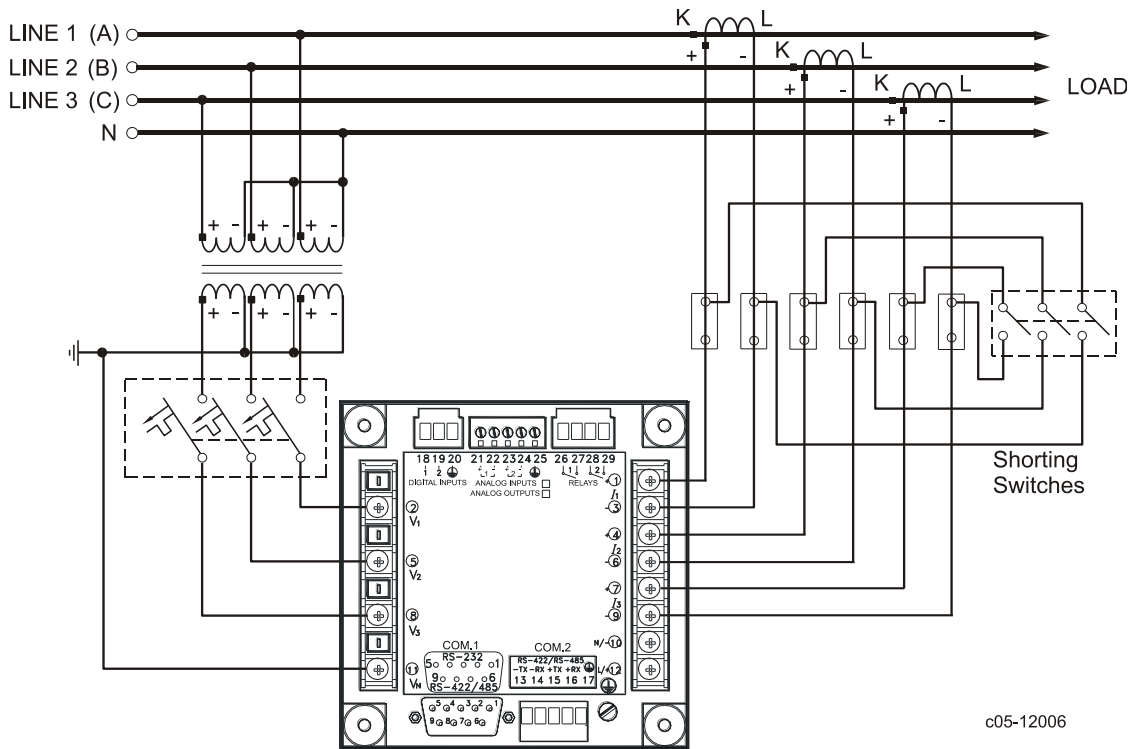 LINE 1 (A)
LINE 2 (B)
LINE 3 (C)
N
K L
+ -
K L
+ -
K L
+ -
LOAD
+ - + - + -
+ - + - + -
Shorting
Switches
18 19 20 21 22 23 24 25 26 27 28 29
1 2 1 2 1 2
DIGITAL INPUTS ANALOG INPUTS RELAYS
ANALOG OUTPUTS
2
V1
5
V2
8
V3
11
VN
+1
I1
-3
+4
I2
-6
+7
I3
-9
N/-10
L/+12
COM.1 COM.2
RS-232 RS-422/RS-485
5 1 -TX -RX +TX +RX
9 6 13 14 15 16 17
RS-422/485
5 4 3 2 1
9 8 7 6
c05-12006